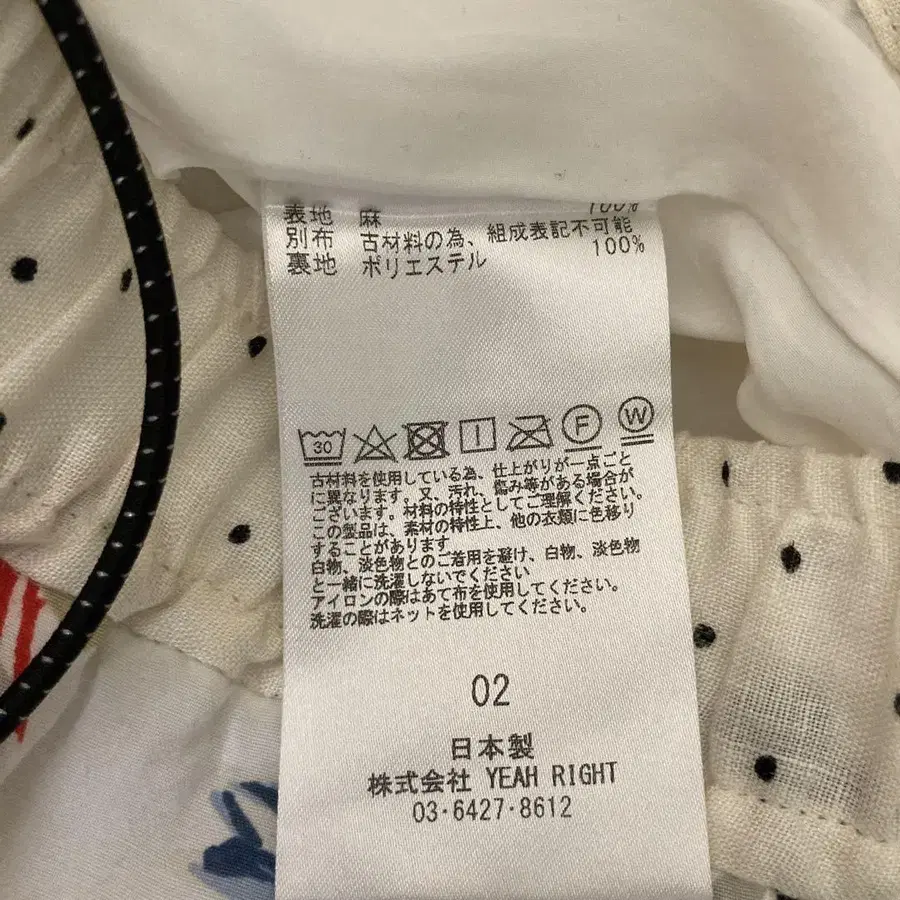 表地 麻 100%
別布 古材料の為、組成表記不可能
裏地 ポリエステル 100%
30 F W
古材料を使用している為、仕上がりが一点ごと
に異なります。又、汚れ、傷み等がある場合が
ございます。材料の特性としてご理解ください。
この製品は、素材の特性上、他の衣類に色移り
することがあります
白物、淡色物とのご着用を避け、白物、淡色物
と一緒に洗濯しないでください
アイロンの際はあて布を使用してください。
洗濯の際はネットを使用してください。
02
日本製
株式会社 YEAH RIGHT
03-6427-8612